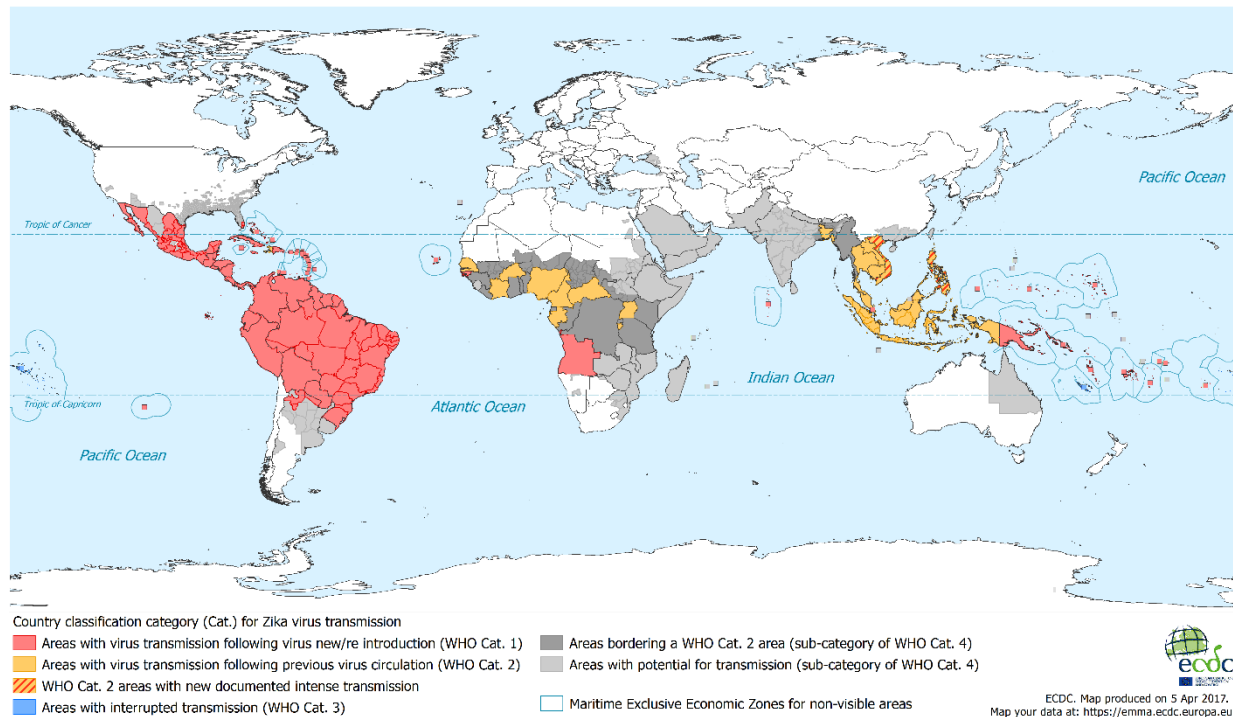 Pacific Ocean
Tropic of Cancer
Indian Ocean
Tropic of Capricorn
Atlantic Ocean
Pacific Ocean
Country classification category (Cat.) for Zika virus transmission
Areas with virus transmission following virus new/re introduction (WHO Cat. 1)
Areas with virus transmission following previous virus circulation (WHO Cat. 2)
WHO Cat. 2 areas with new documented intense transmission
Areas with interrupted transmission (WHO Cat. 3)
Areas bordering a WHO Cat. 2 area (sub-category of WHO Cat. 4)
Areas with potential for transmission (sub-category of WHO Cat. 4)
Maritime Exclusive Economic Zones for non-visible areas
ecdc
ECDC. Map produced on 5 Apr 2017.
Map your data at: https://emma.ecdc.europa.eu